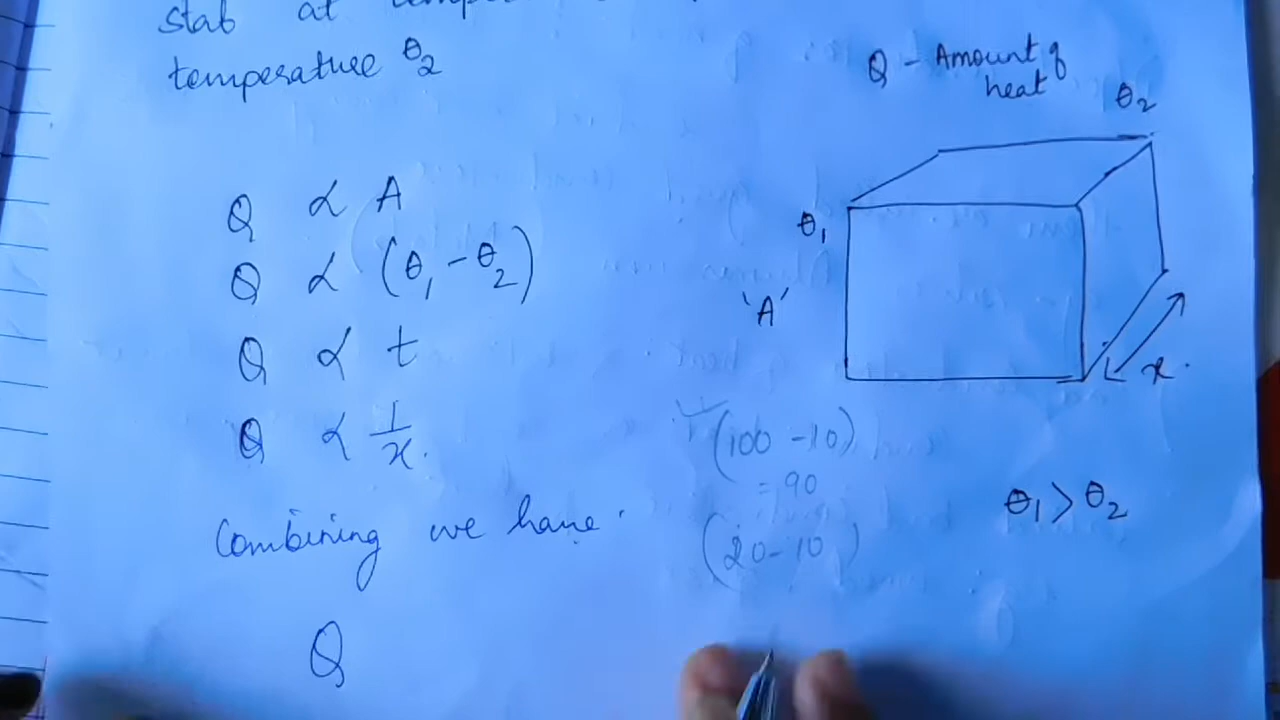 slab at
temperature θ2
Q - Amount of
heat
θ2
θ1
'A'
x.
Q ∝ A
Q ∝ (θ1 - θ2)
Q ∝ t
Q ∝ 1/x.
(100 - 10)
= 90
θ1 > θ2
Combining we have
(20 - 10)
Q